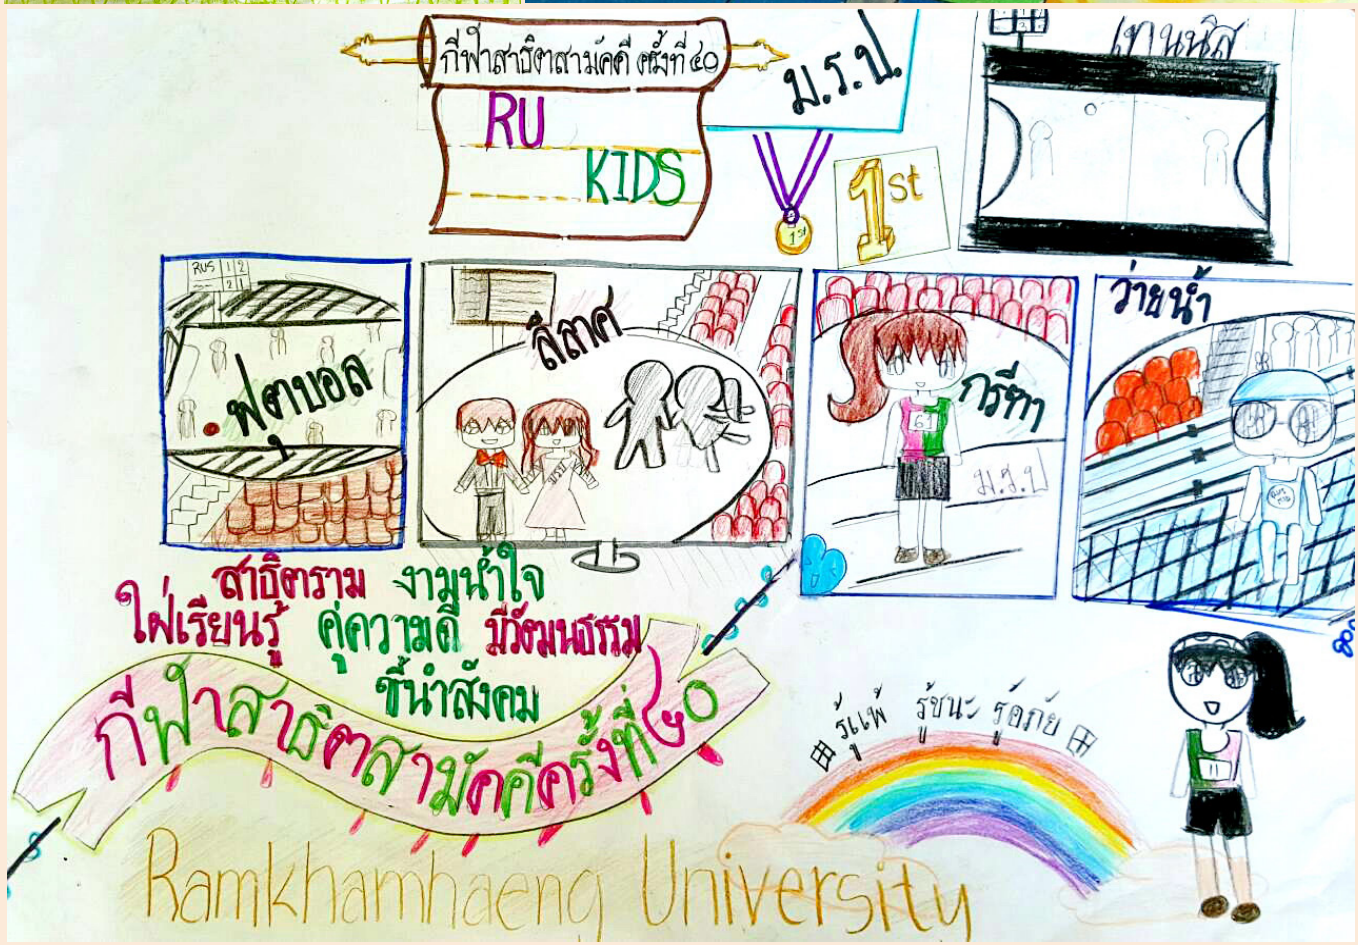 กีฬาสาธิตสามัคคี ครั้งที่ ๔๐
RU
KIDS
ม.ร.ป.
1st
1st
เทนนิส
RUS 1 2
2 1
ฟุตบอล
ลีลาศ
กรีฑา
ม.ร.ป
ว่ายน้ำ
สาธิตราม งามน้ำใจ
ใฝ่เรียนรู้ คู่ความดี มีวัฒนธรรม
ชี้นำสังคม
กีฬาสาธิตสามัคคีครั้งที่ ๔๐
รู้แพ้ รู้ชนะ รู้อภัย
11
Ramkhamhaeng University